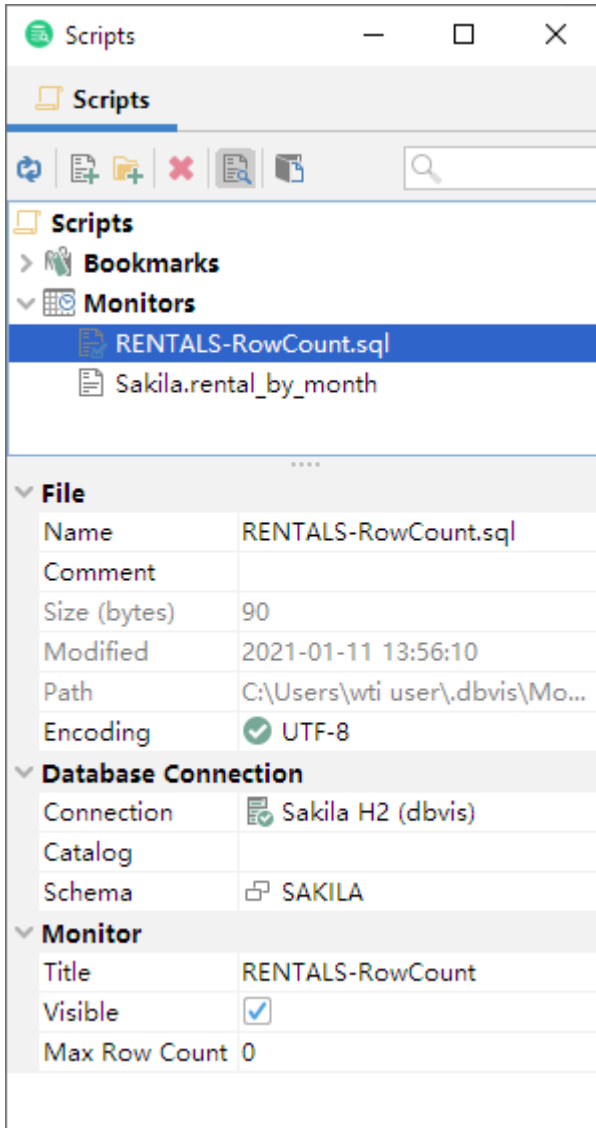 Scripts
Scripts
Scripts
Bookmarks
Monitors
RENTALS-RowCount.sql
Sakila.rental_by_month
File
Name RENTALS-RowCount.sql
Comment
Size (bytes) 90
Modified 2021-01-11 13:56:10
Path C:\Users\wti user\.dbvis\Mo...
Encoding UTF-8
Database Connection
Connection Sakila H2 (dbvis)
Catalog
Schema SAKILA
Monitor
Title RENTALS-RowCount
Visible
Max Row Count 0